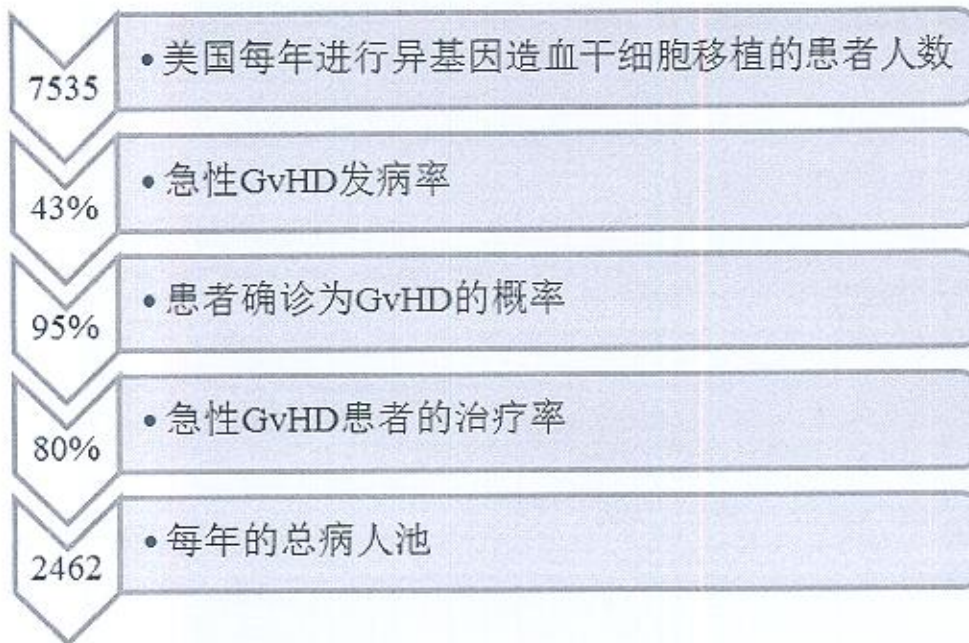 7535
• 美国每年进行异基因造血干细胞移植的患者人数
43%
• 急性GvHD发病率
95%
• 患者确诊为GvHD的概率
80%
• 急性GvHD患者的治疗率
2462
• 每年的总病人池